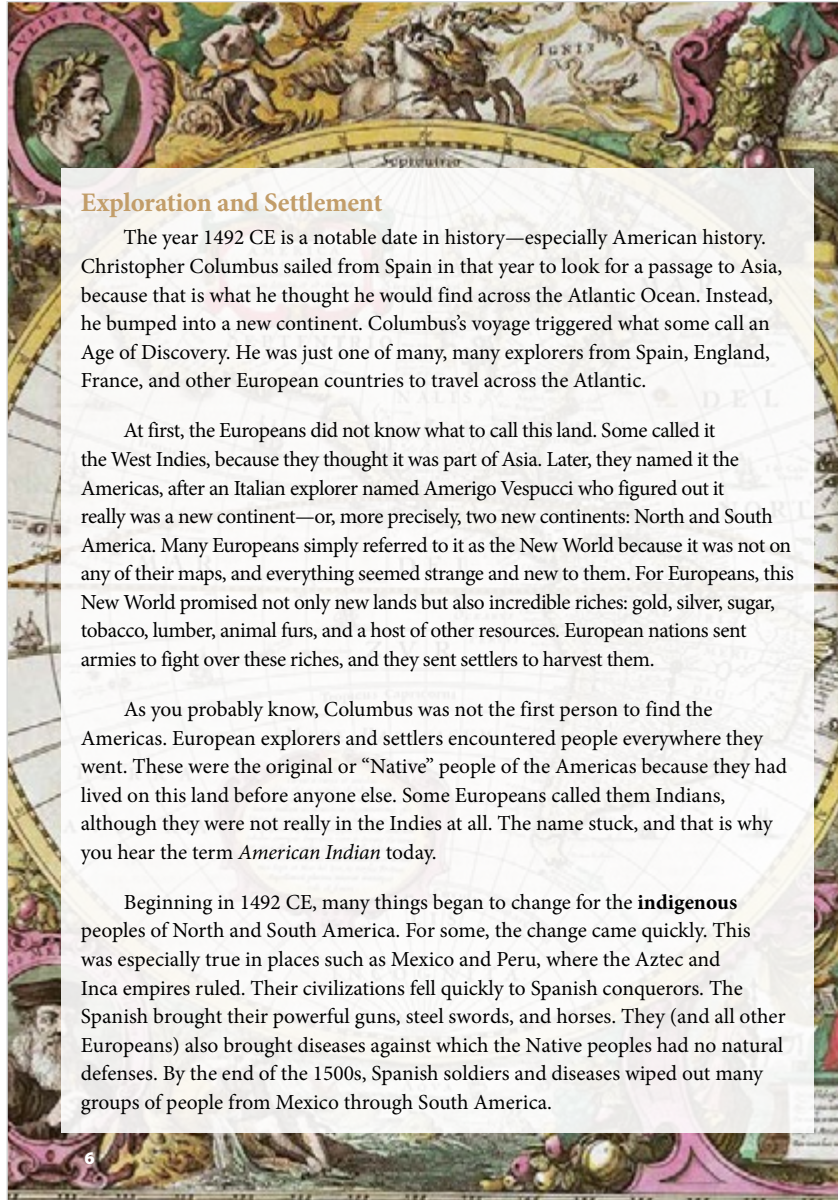 IVLIVS CÆSAR
IGNIS
Septentrio
Exploration and Settlement
The year 1492 CE is a notable date in history—especially American history.
Christopher Columbus sailed from Spain in that year to look for a passage to Asia,
because that is what he thought he would find across the Atlantic Ocean. Instead,
he bumped into a new continent. Columbus’s voyage triggered what some call an
Age of Discovery. He was just one of many, many explorers from Spain, England,
France, and other European countries to travel across the Atlantic.
At first, the Europeans did not know what to call this land. Some called it
the West Indies, because they thought it was part of Asia. Later, they named it the
Americas, after an Italian explorer named Amerigo Vespucci who figured out it
really was a new continent—or, more precisely, two new continents: North and South
America. Many Europeans simply referred to it as the New World because it was not on
any of their maps, and everything seemed strange and new to them. For Europeans, this
New World promised not only new lands but also incredible riches: gold, silver, sugar,
tobacco, lumber, animal furs, and a host of other resources. European nations sent
armies to fight over these riches, and they sent settlers to harvest them.
As you probably know, Columbus was not the first person to find the
Americas. European explorers and settlers encountered people everywhere they
went. These were the original or “Native” people of the Americas because they had
lived on this land before anyone else. Some Europeans called them Indians,
although they were not really in the Indies at all. The name stuck, and that is why
you hear the term American Indian today.
Beginning in 1492 CE, many things began to change for the indigenous
peoples of North and South America. For some, the change came quickly. This
was especially true in places such as Mexico and Peru, where the Aztec and
Inca empires ruled. Their civilizations fell quickly to Spanish conquerors. The
Spanish brought their powerful guns, steel swords, and horses. They (and all other
Europeans) also brought diseases against which the Native peoples had no natural
defenses. By the end of the 1500s, Spanish soldiers and diseases wiped out many
groups of people from Mexico through South America.
6